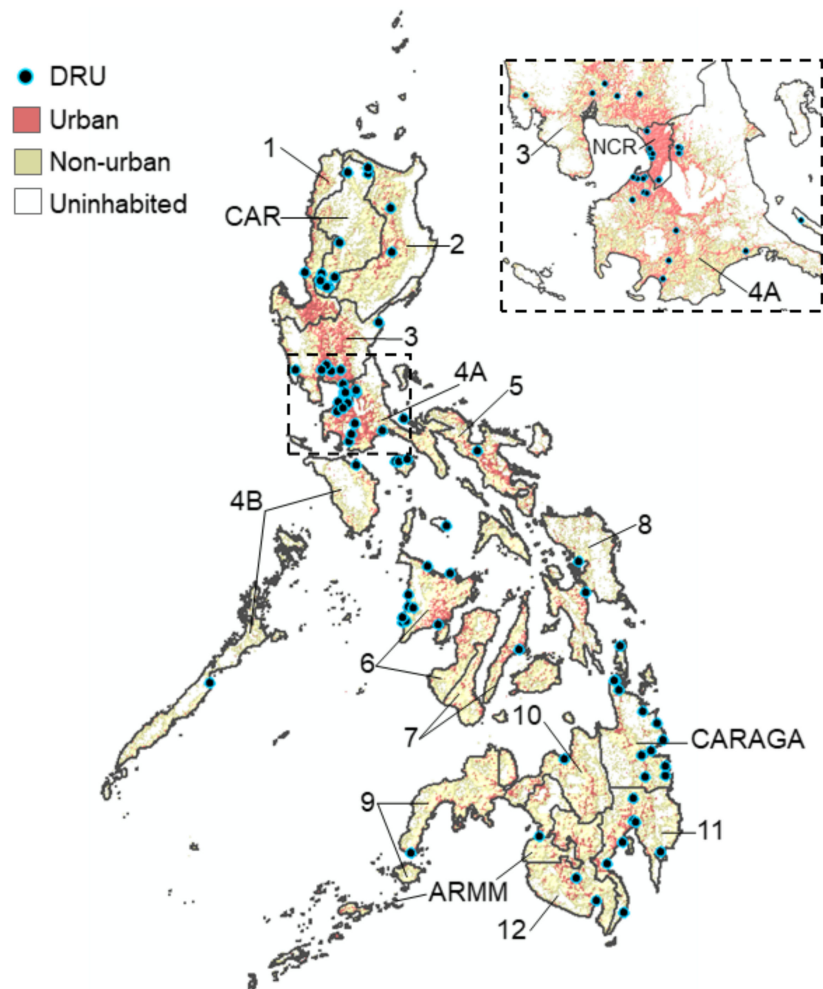 DRU
Urban
Non-urban
Uninhabited
1
CAR
2
3
4A
5
4B
8
6
7
10
CARAGA
9
11
ARMM
12
3
NCR
4A